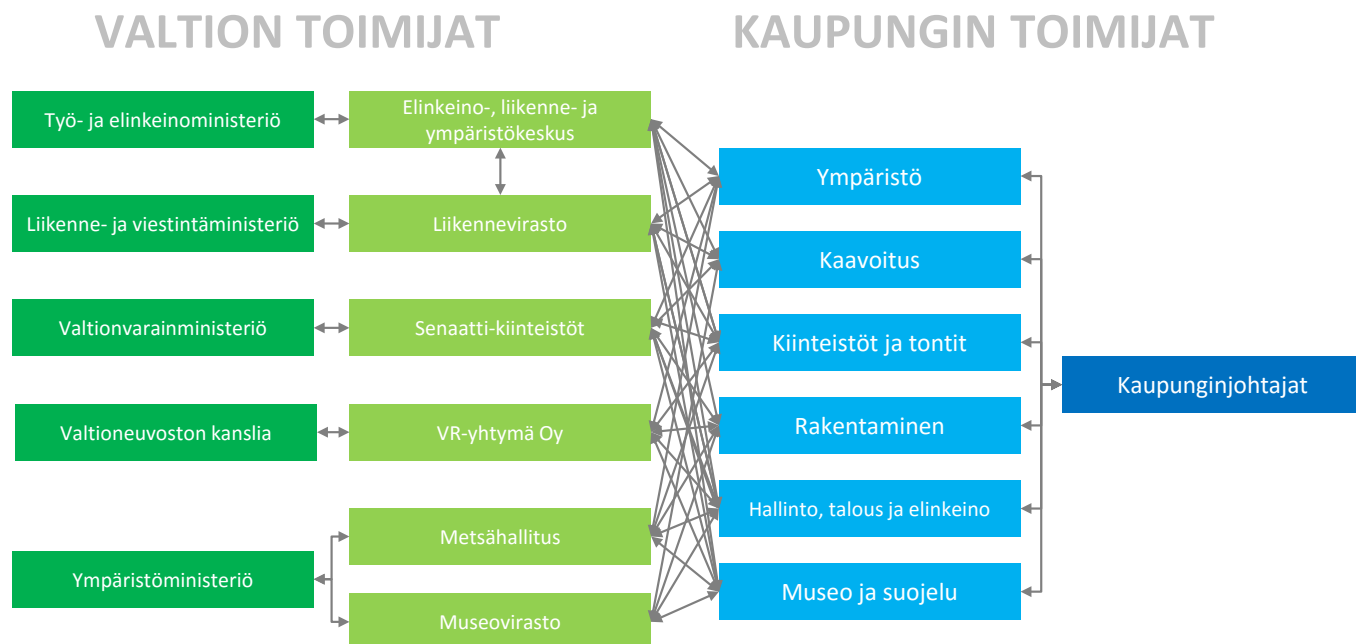 VALTION TOIMIJAT
KAUPUNGIN TOIMIJAT
Työ- ja elinkeinoministeriö
Elinkeino-, liikenne- ja
ympäristökeskus
Ympäristö
Liikenne- ja viestintäministeriö
Liikennevirasto
Kaavoitus
Valtionvarainministeriö
Senaatti-kiinteistöt
Kiinteistöt ja tontit
Kaupunginjohtajat
Valtioneuvoston kanslia
VR-yhtymä Oy
Rakentaminen
Hallinto, talous ja elinkeino
Metsähallitus
Ympäristöministeriö
Museo ja suojelu
Museovirasto